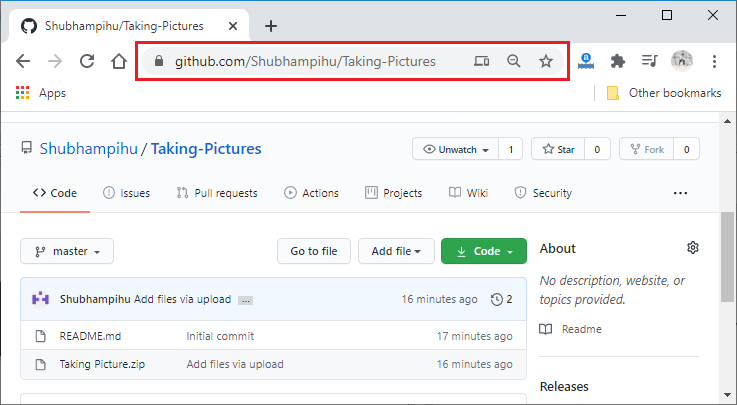 Shubhampihu/Taking-Pictures
github.com/Shubhampihu/Taking-Pictures
Apps Other bookmarks
Shubhampihu / Taking-Pictures Unwatch 1 Star 0 Fork 0
Code Issues Pull requests Actions Projects Wiki Security
master Go to file Add file Code
Shubhampihu Add files via upload ... 16 minutes ago 2
README.md Initial commit 17 minutes ago
Taking Picture.zip Add files via upload 16 minutes ago
About
No description, website, or
topics provided.
Readme
Releases